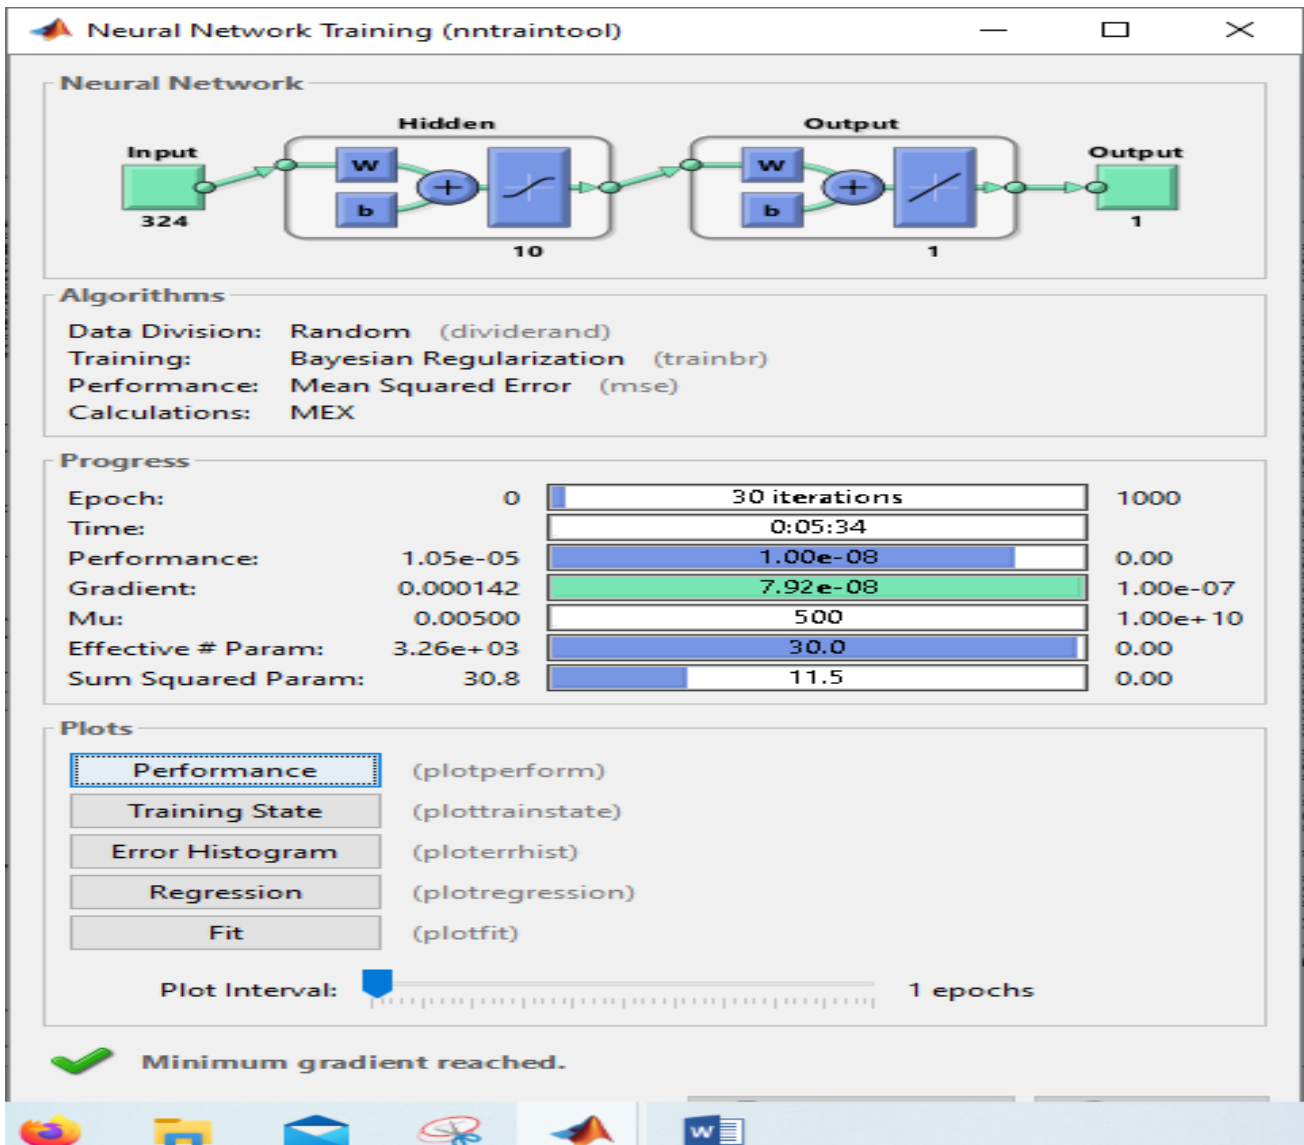 Neural Network Training (nntraintool)
Neural Network
Hidden
Output
Input
Output
W
W
b
b
324
10
1
1
Algorithms
Data Division: Random (dividerand)
Training: Bayesian Regularization (trainbr)
Performance: Mean Squared Error (mse)
Calculations: MEX
Progress
Epoch: 0 30 iterations 1000
Time: 0:05:34
Performance: 1.05e-05 1.00e-08 0.00
Gradient: 0.000142 7.92e-08 1.00e-07
Mu: 0.00500 500 1.00e+10
Effective # Param: 3.26e+03 30.0 0.00
Sum Squared Param: 30.8 11.5 0.00
Plots
Performance (plotperform)
Training State (plottrainstate)
Error Histogram (ploterrhist)
Regression (plotregression)
Fit (plotfit)
Plot Interval: 1 epochs
Minimum gradient reached.
W